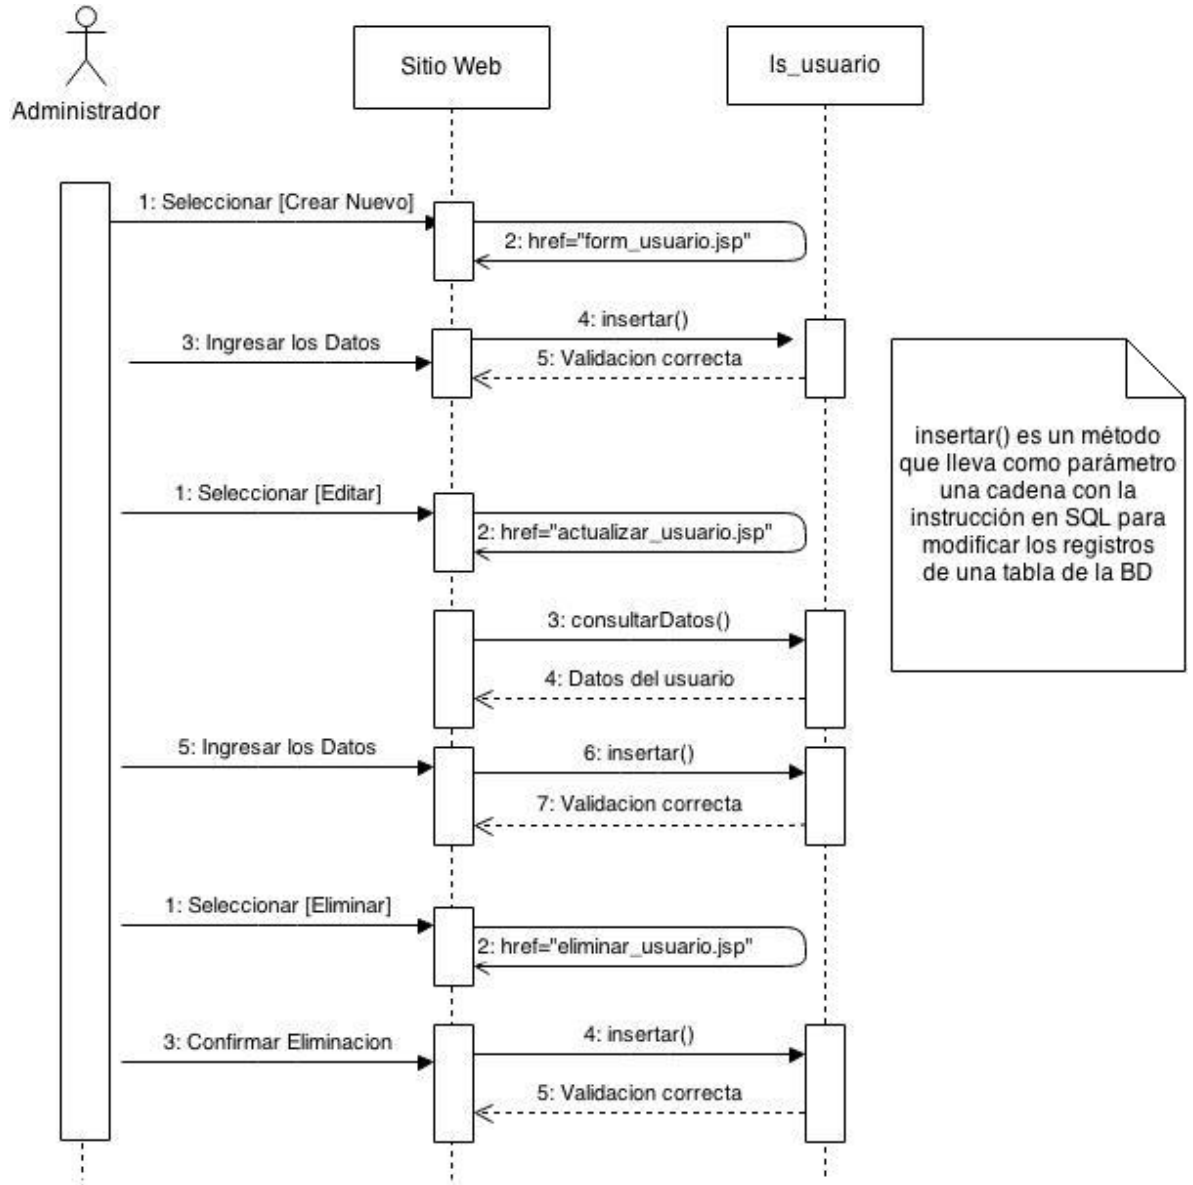 Administrador
Sitio Web
ls_usuario
1: Seleccionar [Crear Nuevo]
2: href="form_usuario.jsp"
3: Ingresar los Datos
4: insertar()
5: Validacion correcta
insertar() es un método
que lleva como parámetro
una cadena con la
instrucción en SQL para
modificar los registros
de una tabla de la BD
1: Seleccionar [Editar]
2: href="actualizar_usuario.jsp"
3: consultarDatos()
4: Datos del usuario
5: Ingresar los Datos
6: insertar()
7: Validacion correcta
1: Seleccionar [Eliminar]
2: href="eliminar_usuario.jsp"
3: Confirmar Eliminacion
4: insertar()
5: Validacion correcta